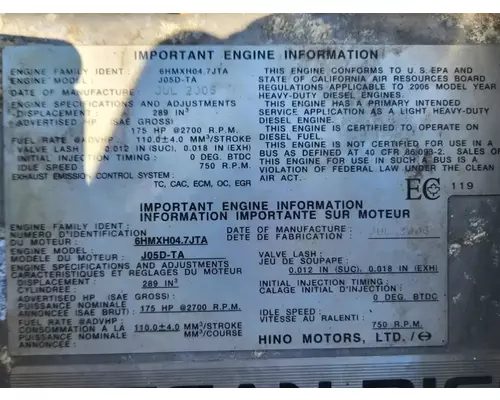 IMPORTANT ENGINE INFORMATION
ENGINE FAMILY IDENT: 6HMXH04.7JTA
ENGINE MODEL: J05D-TA
DATE OF MANUFACTURE: JUL 2005
ENGINE SPECIFICATIONS AND ADJUSTMENTS
DISPLACEMENT: 289 IN³
ADVERTISED HP (SAE GROSS)
175 HP @2700 R.P.M.
FUEL RATE @ADVHP: 110.0±4.0 MM³/STROKE
VALVE LASH: 0.012 IN (SUC), 0.018 IN (EXH)
INITIAL INJECTION TIMING: 0 DEG. BTDC
IDLE SPEED: 750 R.P.M.
EXHAUST EMISSION CONTROL SYSTEM:
TC, CAC, ECM, OC, EGR
THIS ENGINE CONFORMS TO U.S. EPA AND
STATE OF CALIFORNIA AIR RESOURCES BOARD
REGULATIONS APPLICABLE TO 2006 MODEL YEAR
HEAVY-DUTY DIESEL ENGINES.
THIS ENGINE HAS A PRIMARY INTENDED
SERVICE APPLICATION AS A LIGHT HEAVY-DUTY
DIESEL ENGINE.
THIS ENGINE IS CERTIFIED TO OPERATE ON
DIESEL FUEL.
THIS ENGINE IS NOT CERTIFIED FOR USE IN A
BUS AS DEFINED AT 40 CFR 86.093-2. SALES OF
THIS ENGINE FOR USE IN SUCH A BUS IS A
VIOLATION OF FEDERAL LAW UNDER THE CLEAN
AIR ACT.
EC 119
IMPORTANT ENGINE INFORMATION
INFORMATION IMPORTANTE SUR MOTEUR
ENGINE FAMILY IDENT.
NUMERO D'IDENTIFICATION
DU MOTEUR: 6HMXH04.7JTA
ENGINE MODEL:
MODELE DU MOTEUR: J05D-TA
ENGINE SPECIFICATIONS AND ADJUSTMENTS
CARACTERISTIQUES ET REGLAGES DU MOTEUR
DISPLACEMENT:
CYLINDREE: 289 IN³
ADVERTISED HP (SAE GROSS)
PUISSANCE NOMINALE
ANNONCEE (SAE BRUT): 175 HP @2700 R.P.M.
FUEL RATE @ADVHP:
CONSOMMATION A LA
PUISSANCE NOMINALE
ANNONCEE: 110.0±4.0 MM³/STROKE
MM³/COURSE
DATE OF MANUFACTURE:
DATE DE FABRICATION
VALVE LASH:
JEU DE SOUPAPE:
0.012 IN (SUC), 0.018 IN (EXH)
INITIAL INJECTION TIMING:
CALAGE INITIAL D'INJECTION:
0 DEG. BTDC
IDLE SPEED:
VITESSE AU RALENTI:
750 R.P.M.
HINO MOTORS, LTD./